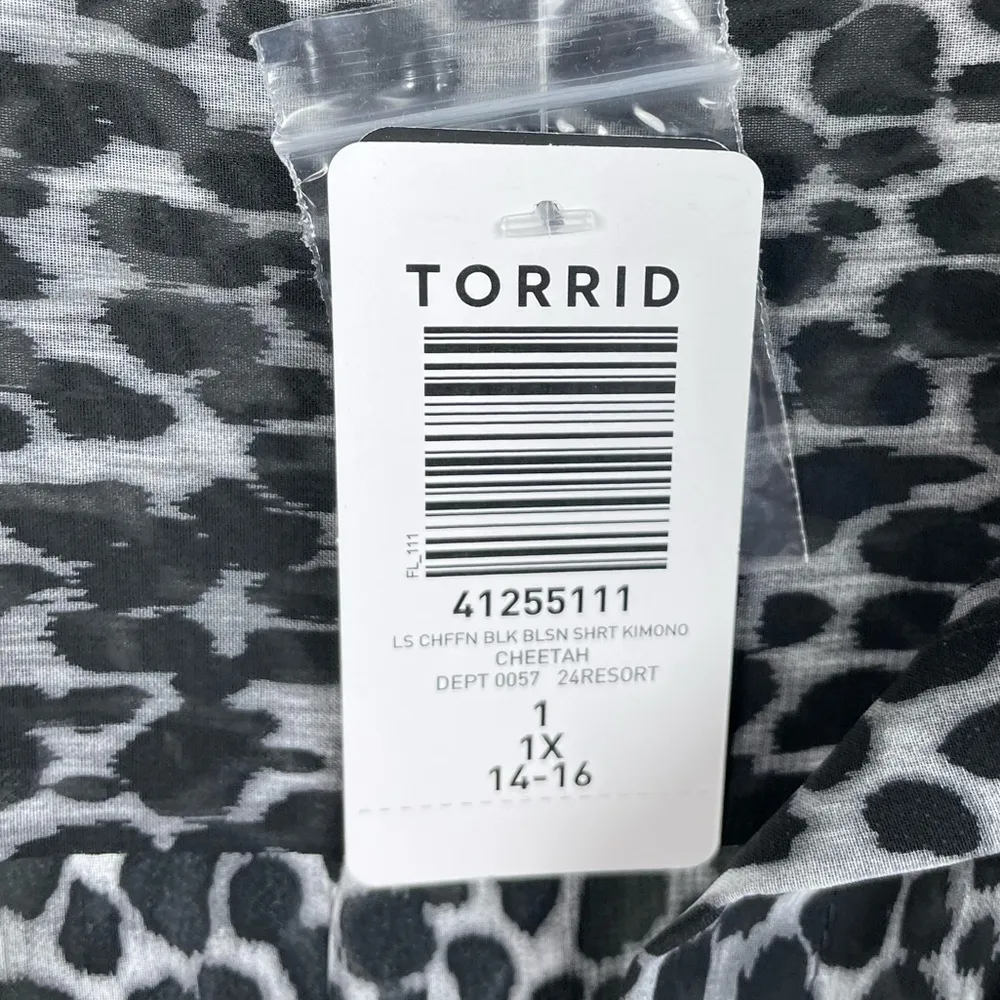 TORRID
FL_111
41255111
LS CHFFN BLK BLSN SHRT KIMONO
CHEETAH
DEPT 0057 24RESORT
1
1X
14-16